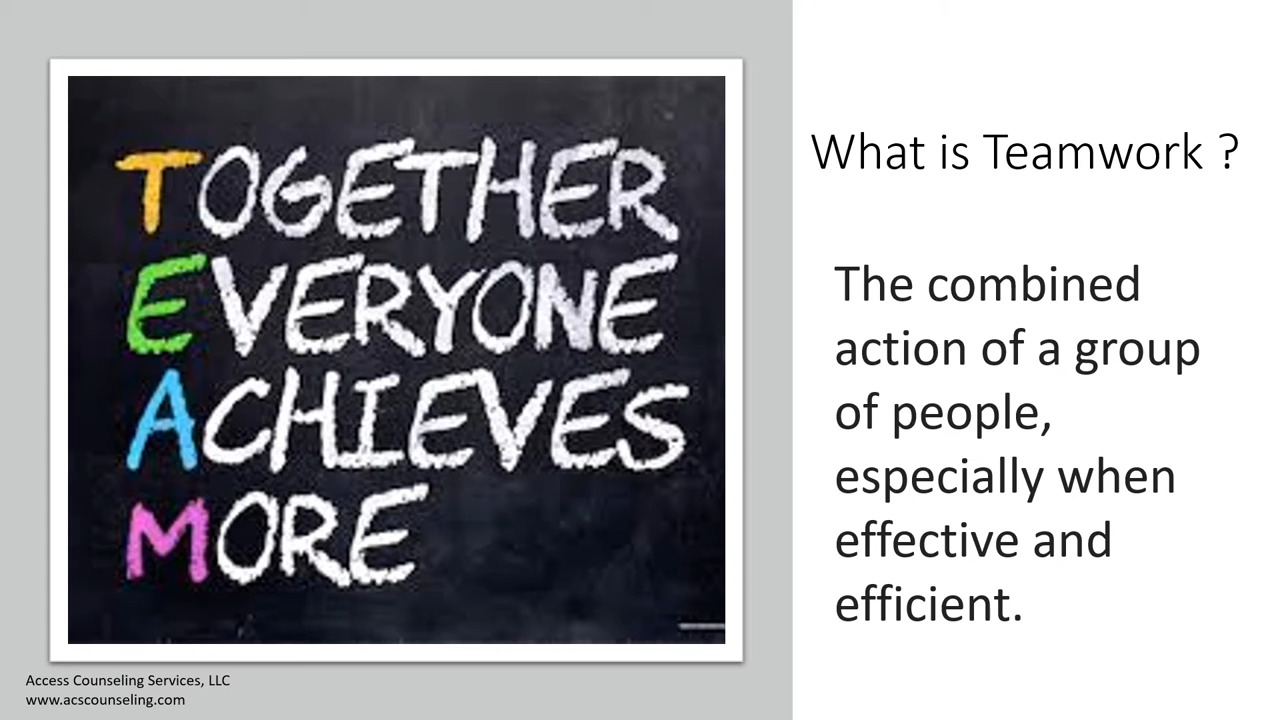 TOGETHER
EVERYONE
ACHIEVES
MORE
What is Teamwork ?
The combined
action of a group
of people,
especially when
effective and
efficient.
Access Counseling Services, LLC
www.acscounseling.com